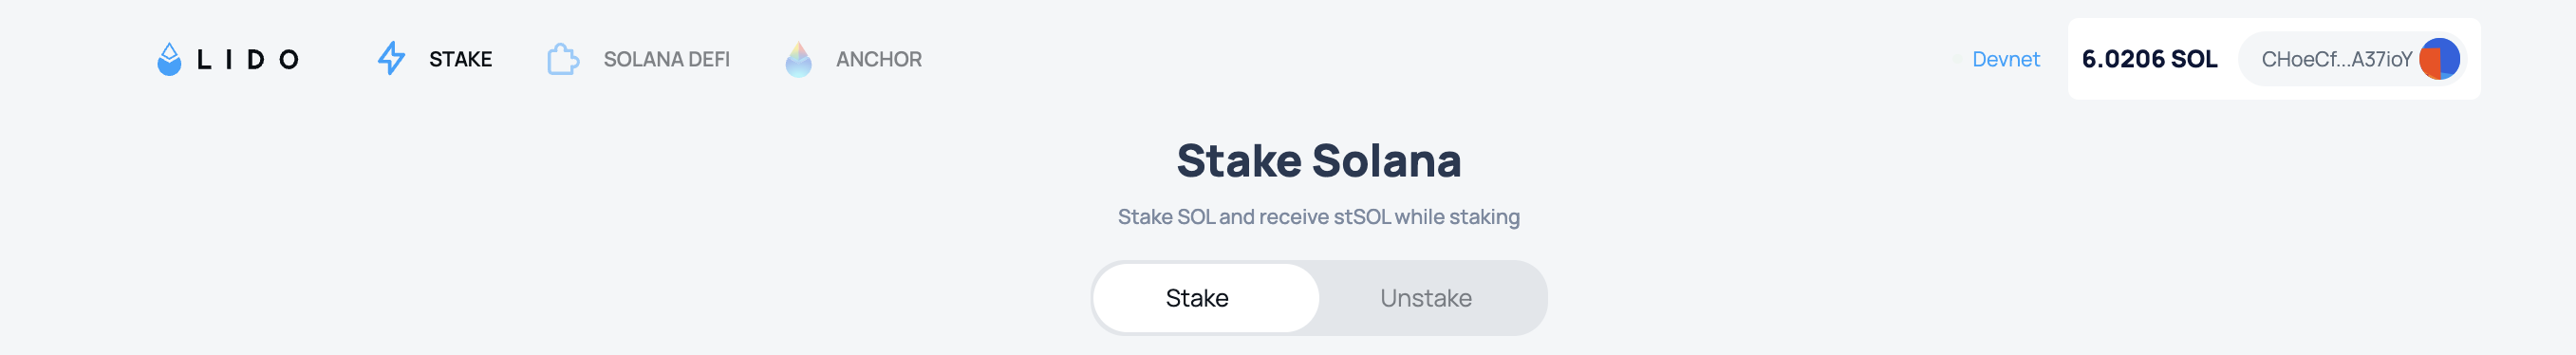 LIDO STAKE SOLANA DEFI ANCHOR Devnet 6.0206 SOL CHoeCf...A37ioY
Stake Solana
Stake SOL and receive stSOL while staking
Stake Unstake